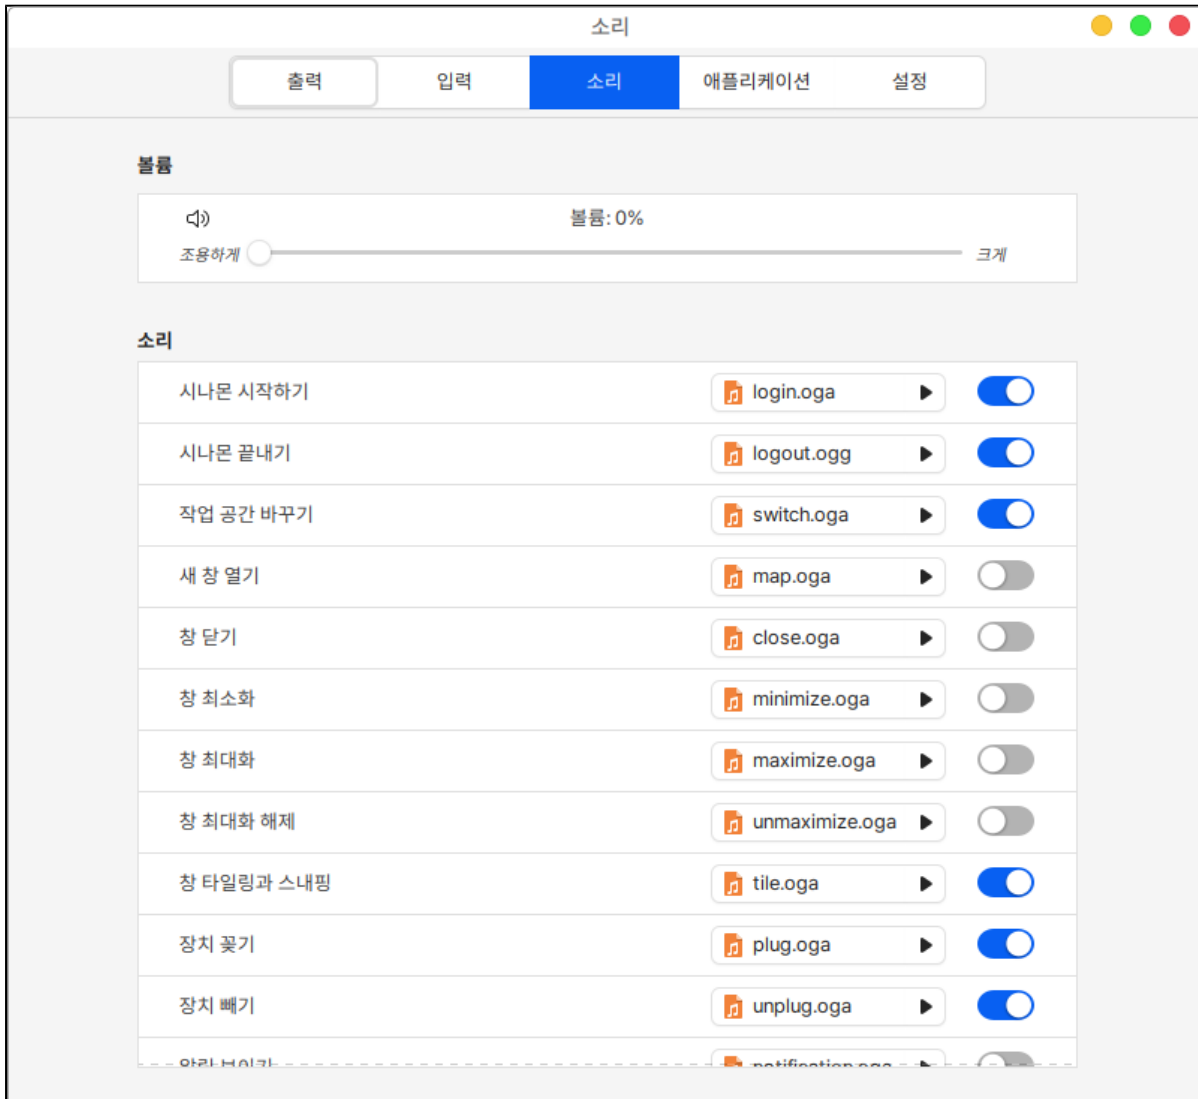 소리
출력 입력 소리 애플리케이션 설정
볼륨
볼륨: 0%
조용하게 크게
소리
시나몬 시작하기 login.oga
시나몬 끝내기 logout.ogg
작업 공간 바꾸기 switch.oga
새 창 열기 map.oga
창 닫기 close.oga
창 최소화 minimize.oga
창 최대화 maximize.oga
창 최대화 해제 unmaximize.oga
창 타일링과 스내핑 tile.oga
장치 꽂기 plug.oga
장치 빼기 unplug.oga
notification.oga